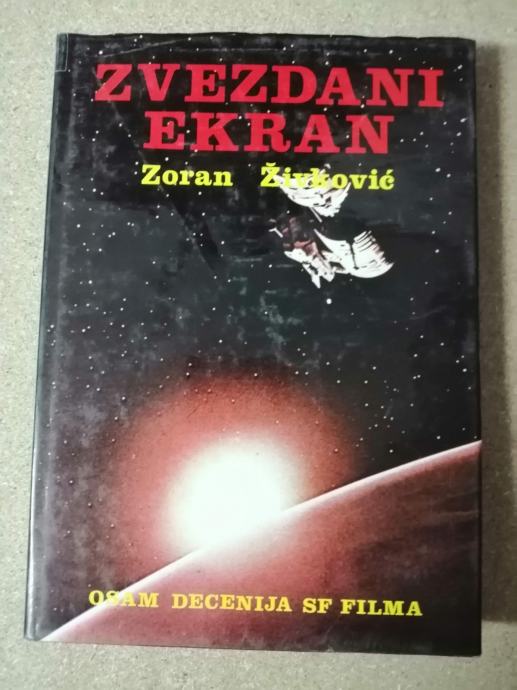 ZVEZDANI
EKRAN
Zoran Živković
OSAM DECENIJA SF FILMA